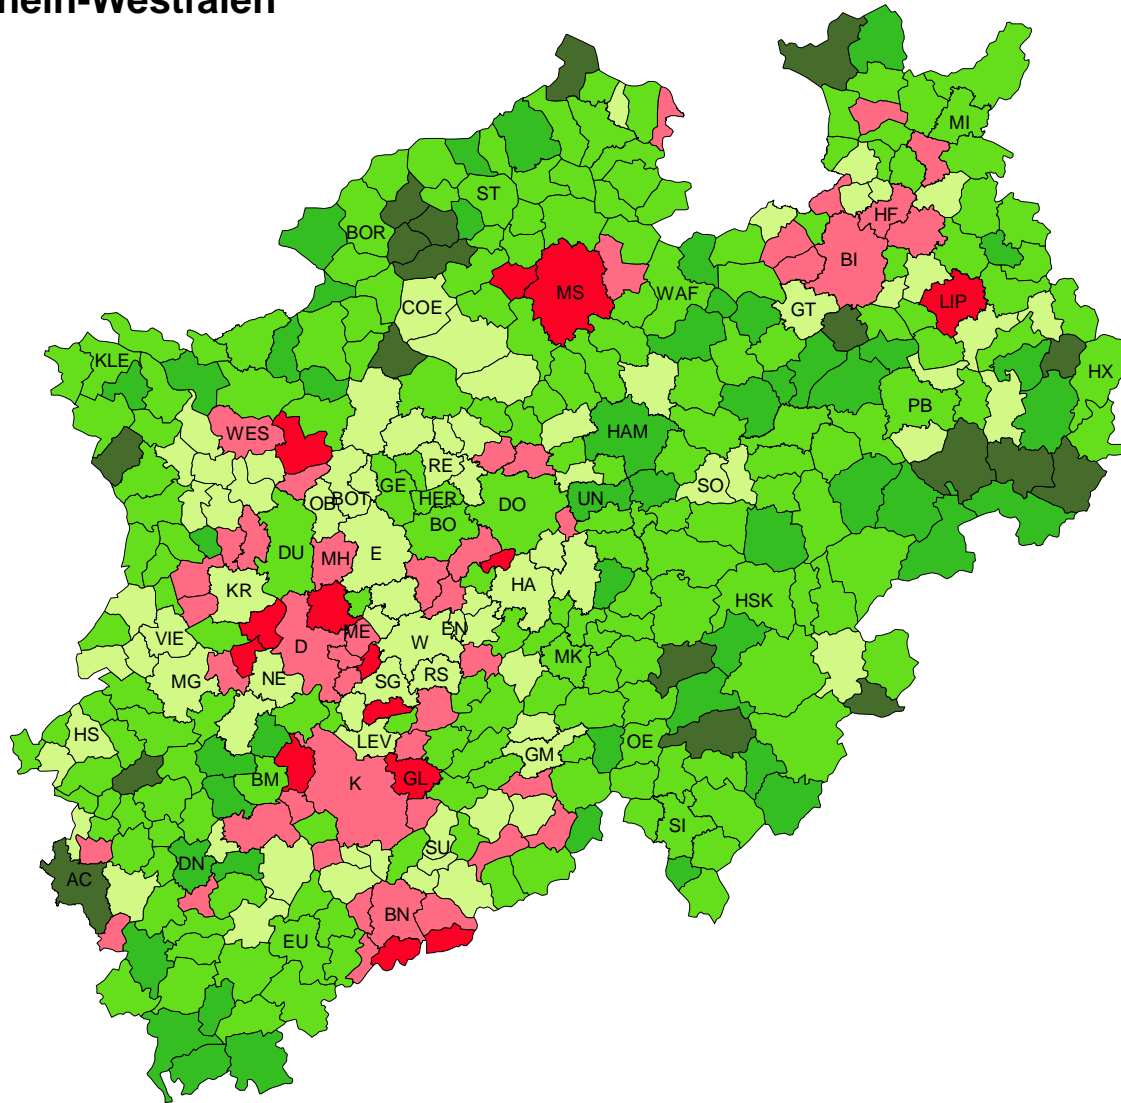 hein-Westfalen
MI
ST
HF
BOR
BI
MS
WAF
LIP
COE
GT
KLE
HX
PB
WES
HAM
RE
GE
SO
BOT
HER
UN
OB
DO
BO
DU
MH
E
HA
KR
HSK
EN
ME
VIE
W
D
MK
RS
NE
SG
MG
HS
LEV
OE
GM
BM
GL
K
SI
SU
DN
AC
BN
EU